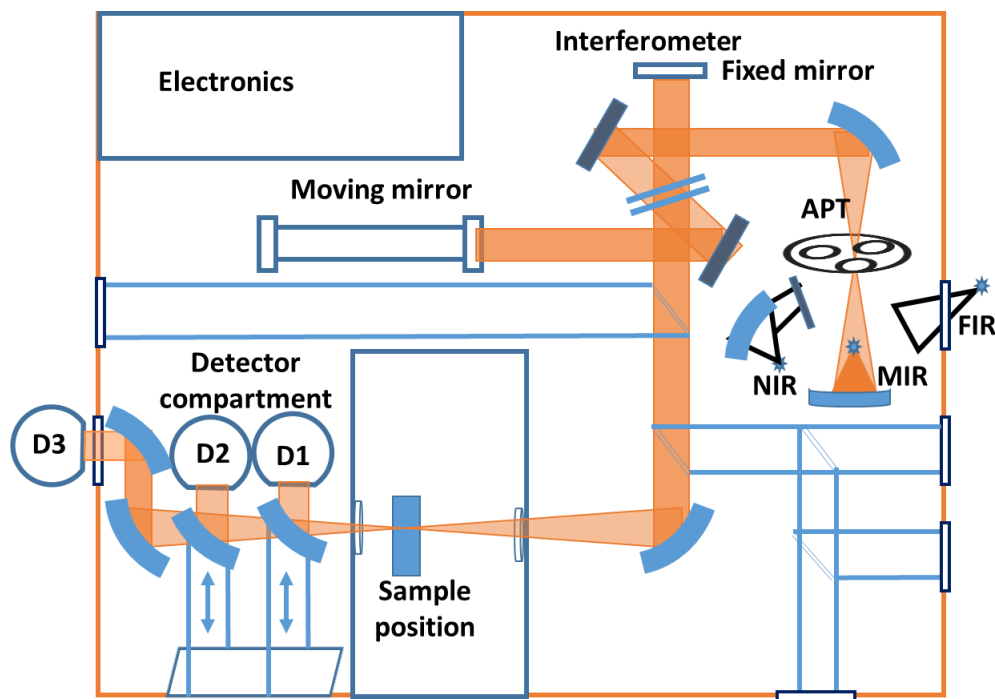 Interferometer
Fixed mirror
Electronics
Moving mirror
APT
FIR
NIR
MIR
Detector
compartment
D3
D2
D1
Sample
position